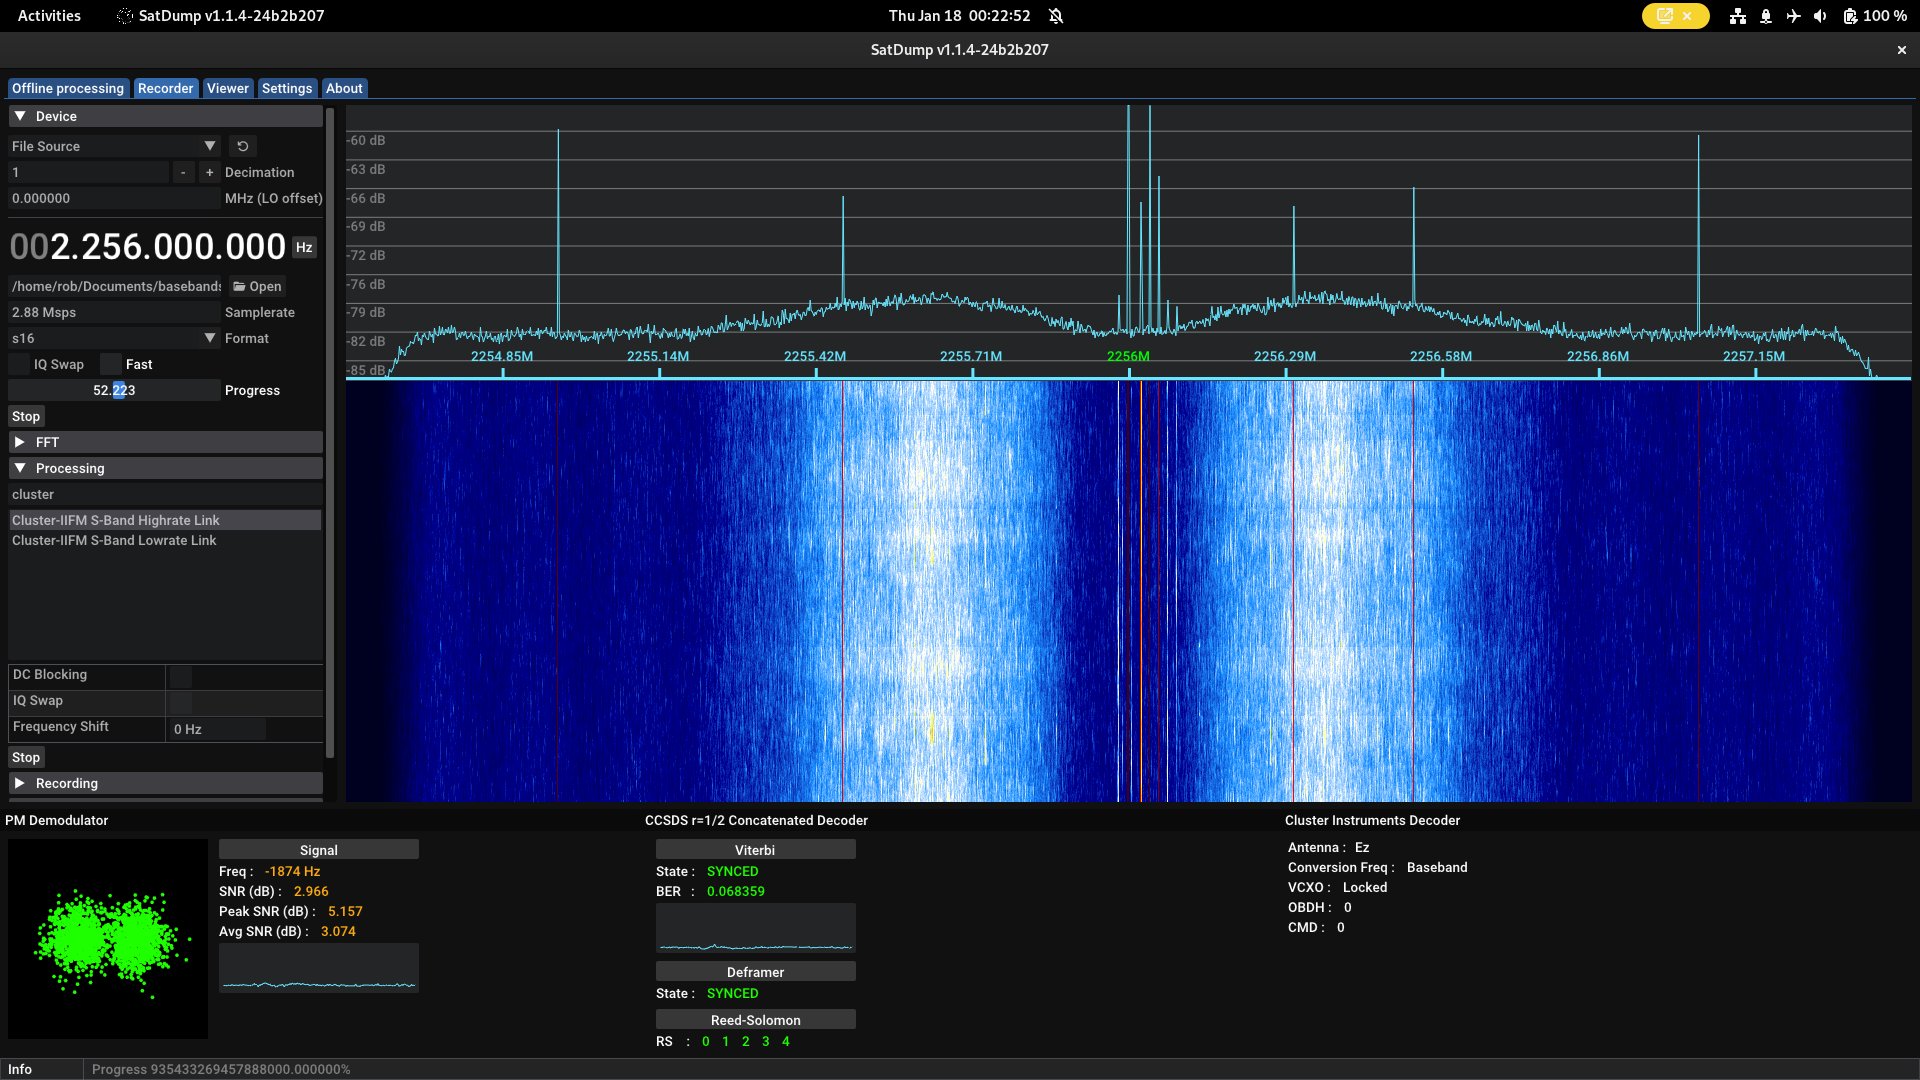 Activities SatDump v1.1.4-24b2b207 Thu Jan 18 00:22:52 100 %
SatDump v1.1.4-24b2b207 ×
Offline processing Recorder Viewer Settings About
Device
File Source
1 - + Decimation
0.000000 MHz (LO offset)
002.256.000.000 Hz
/home/rob/Documents/basebands Open
2.88 Msps Samplerate
s16 Format
IQ Swap Fast
52.223 Progress
Stop
FFT
Processing
cluster
Cluster-IIFM S-Band Highrate Link
Cluster-IIFM S-Band Lowrate Link
DC Blocking
IQ Swap
Frequency Shift 0 Hz
Stop
Recording
-60 dB
-63 dB
-66 dB
-69 dB
-72 dB
-76 dB
-79 dB
-82 dB
-85 dB
2254.85M 2255.14M 2255.42M 2255.71M 2256M 2256.29M 2256.58M 2256.86M 2257.15M
PM Demodulator
Signal
Freq : -1874 Hz
SNR (dB) : 2.966
Peak SNR (dB) : 5.157
Avg SNR (dB) : 3.074
CCSDS r=1/2 Concatenated Decoder
Viterbi
State : SYNCED
BER : 0.068359
Deframer
State : SYNCED
Reed-Solomon
RS : 0 1 2 3 4
Cluster Instruments Decoder
Antenna : Ez
Conversion Freq : Baseband
VCXO : Locked
OBDH : 0
CMD : 0
Info Progress 935433269457888000.000000%